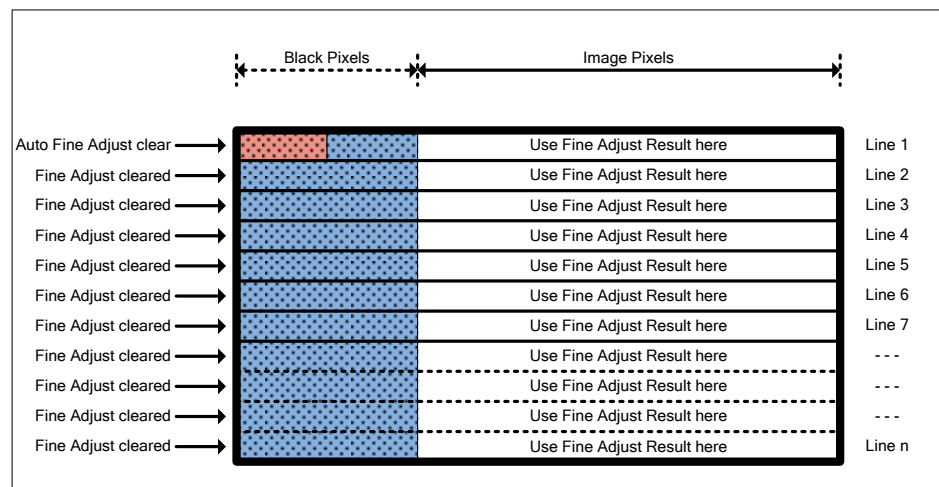 Black Pixels Image Pixels
Auto Fine Adjust clear Use Fine Adjust Result here Line 1
Fine Adjust cleared Use Fine Adjust Result here Line 2
Fine Adjust cleared Use Fine Adjust Result here Line 3
Fine Adjust cleared Use Fine Adjust Result here Line 4
Fine Adjust cleared Use Fine Adjust Result here Line 5
Fine Adjust cleared Use Fine Adjust Result here Line 6
Fine Adjust cleared Use Fine Adjust Result here Line 7
Fine Adjust cleared Use Fine Adjust Result here - - -
Fine Adjust cleared Use Fine Adjust Result here - - -
Fine Adjust cleared Use Fine Adjust Result here - - -
Fine Adjust cleared Use Fine Adjust Result here Line n